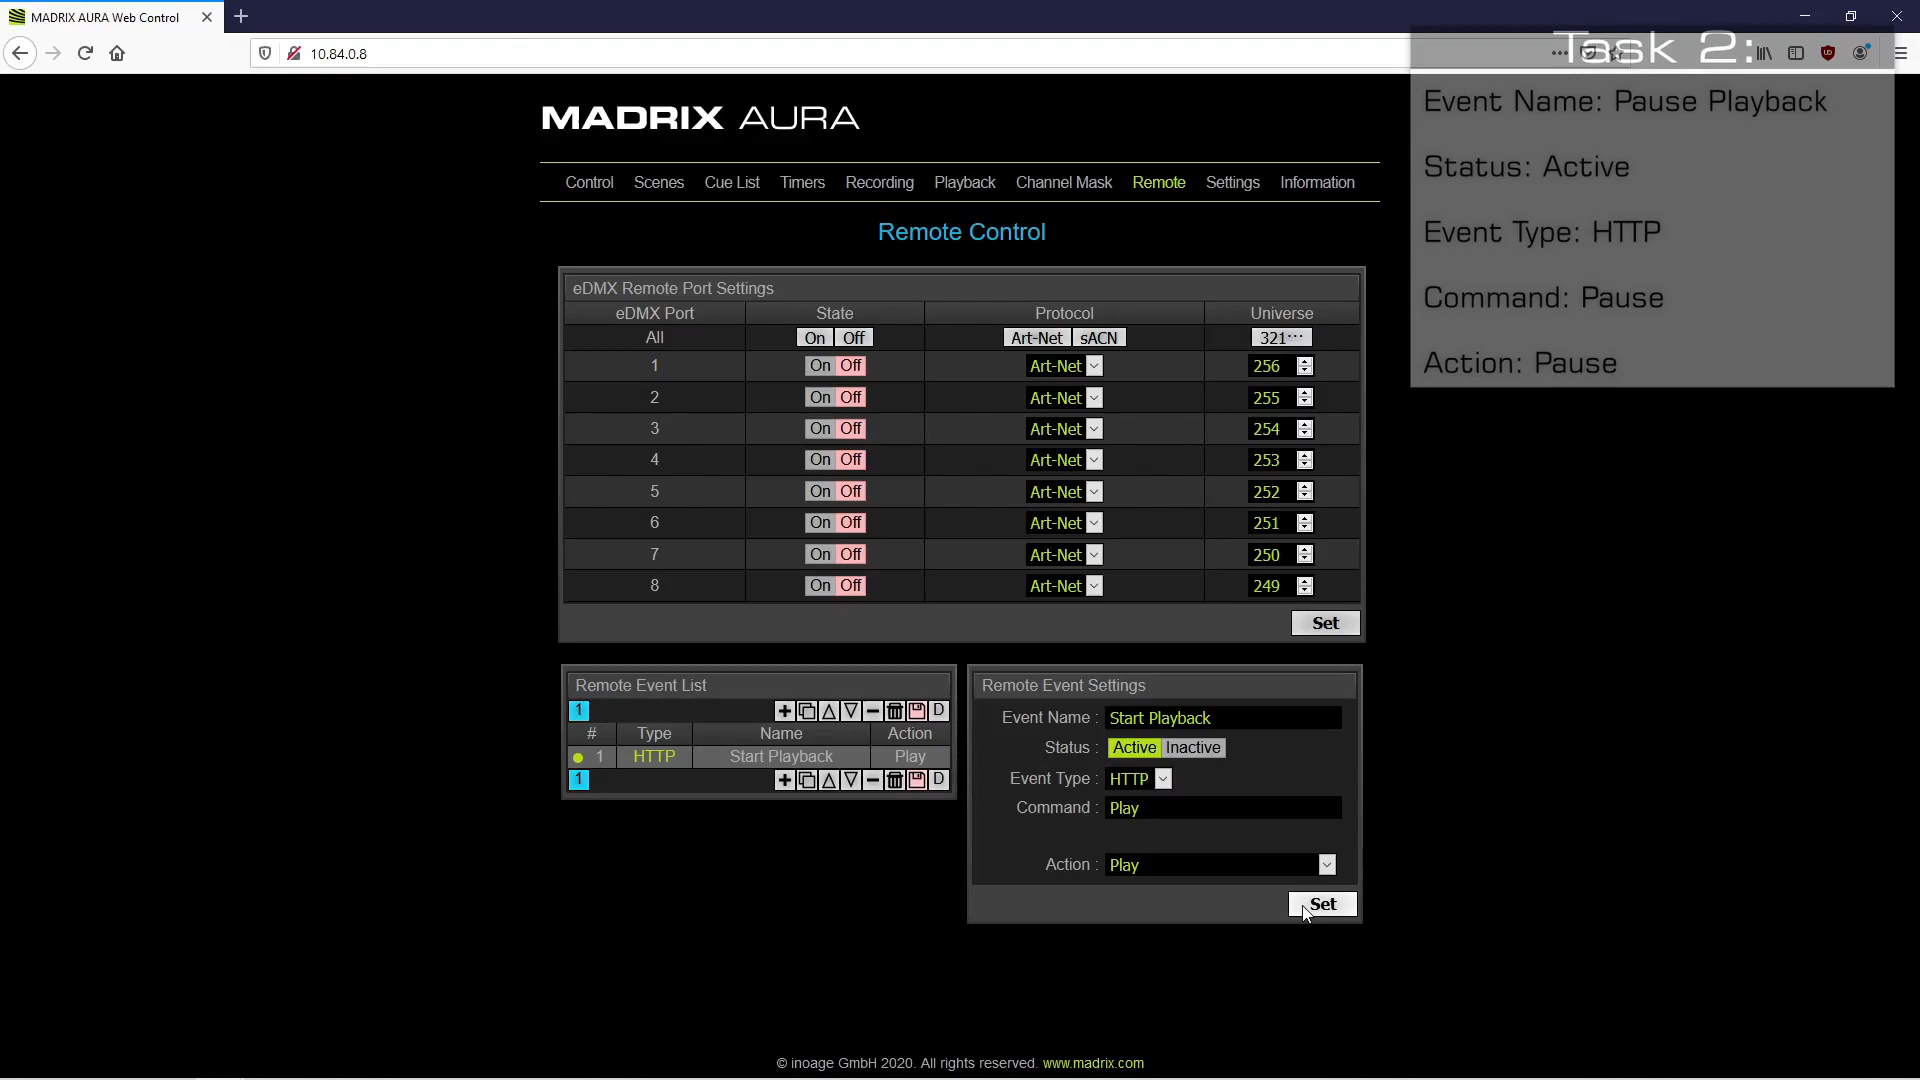 MADRIX AURA Web Control
10.84.0.8
Task 2:
Event Name: Pause Playback
Status: Active
Event Type: HTTP
Command: Pause
Action: Pause
MADRIX AURA
Control Scenes Cue List Timers Recording Playback Channel Mask Remote Settings Information
Remote Control
eDMX Remote Port Settings
eDMX Port State Protocol Universe
All On Off Art-Net sACN 321...
1 On Off Art-Net 256
2 On Off Art-Net 255
3 On Off Art-Net 254
4 On Off Art-Net 253
5 On Off Art-Net 252
6 On Off Art-Net 251
7 On Off Art-Net 250
8 On Off Art-Net 249
Set
Remote Event List
1 D
# Type Name Action
1 HTTP Start Playback Play
1 D
Remote Event Settings
Event Name : Start Playback
Status : Active Inactive
Event Type : HTTP
Command : Play
Action : Play
Set
© inoage GmbH 2020. All rights reserved. www.madrix.com